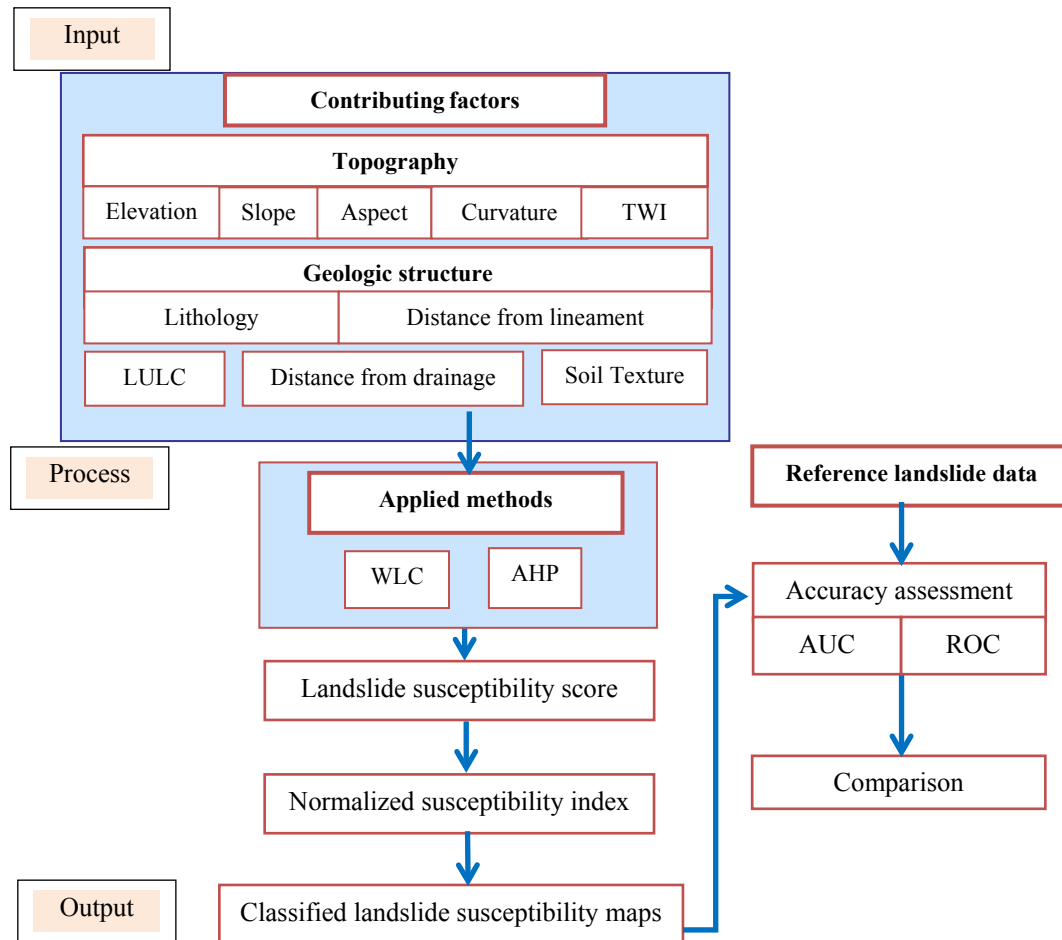 Input
Contributing factors
Topography
Elevation Slope Aspect Curvature TWI
Geologic structure
Lithology Distance from lineament
LULC Distance from drainage Soil Texture
Process
Applied methods
WLC AHP
Landslide susceptibility score
Normalized susceptibility index
Output
Classified landslide susceptibility maps
Reference landslide data
Accuracy assessment
AUC ROC
Comparison